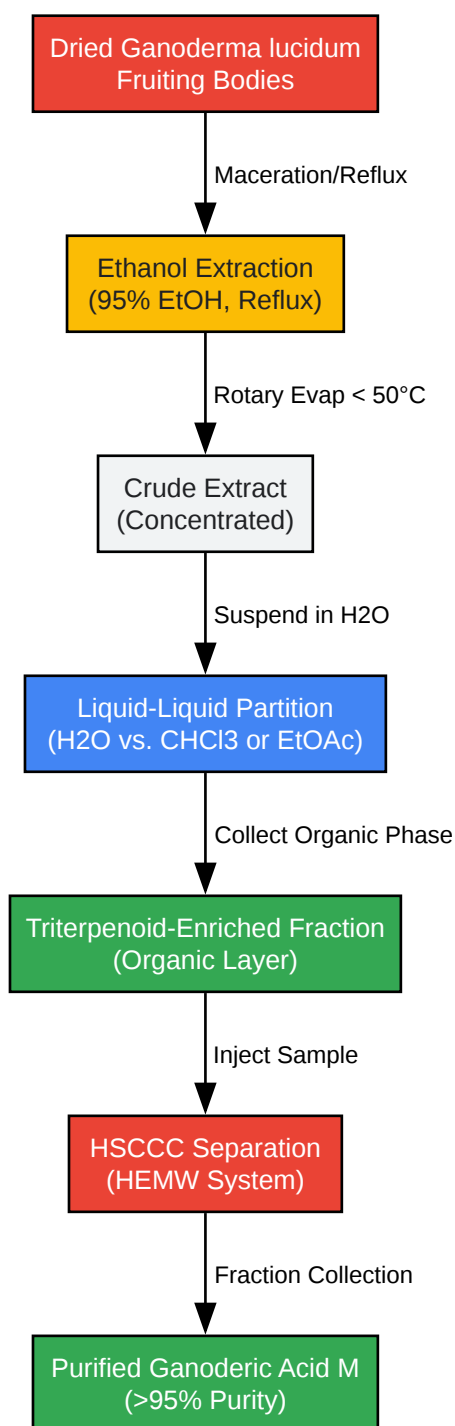 Dried Ganoderma lucidum
Fruiting Bodies
Maceration/Reflux
Ethanol Extraction
(95% EtOH, Reflux)
Rotary Evap < 50°C
Crude Extract
(Concentrated)
Suspend in H2O
Liquid-Liquid Partition
(H2O vs. CHCl3 or EtOAc)
Collect Organic Phase
Triterpenoid-Enriched Fraction
(Organic Layer)
Inject Sample
HSCCC Separation
(HEMW System)
Fraction Collection
Purified Ganoderic Acid M
(>95% Purity)